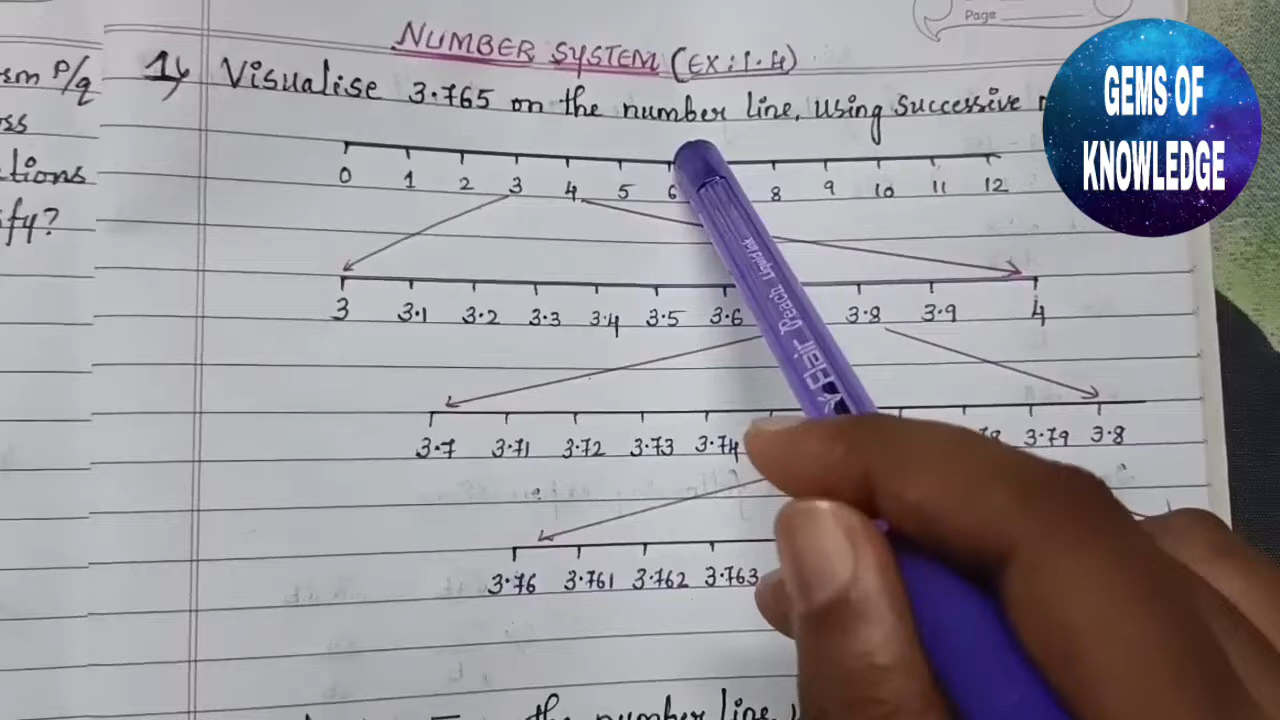 Page
NUMBER SYSTEM (EX:1.4)
GEMS OF
KNOWLEDGE
sm P/q
1) Visualise 3.765 on the number line, using successive
0 1 2 3 4 5 6 8 9 10 11 12
3 3.1 3.2 3.3 3.4 3.5 3.6 3.8 3.9 4
3.7 3.71 3.72 3.73 3.74 3.79 3.8
3.76 3.761 3.762 3.763
the number line,
Flair Peach Liquid Ink